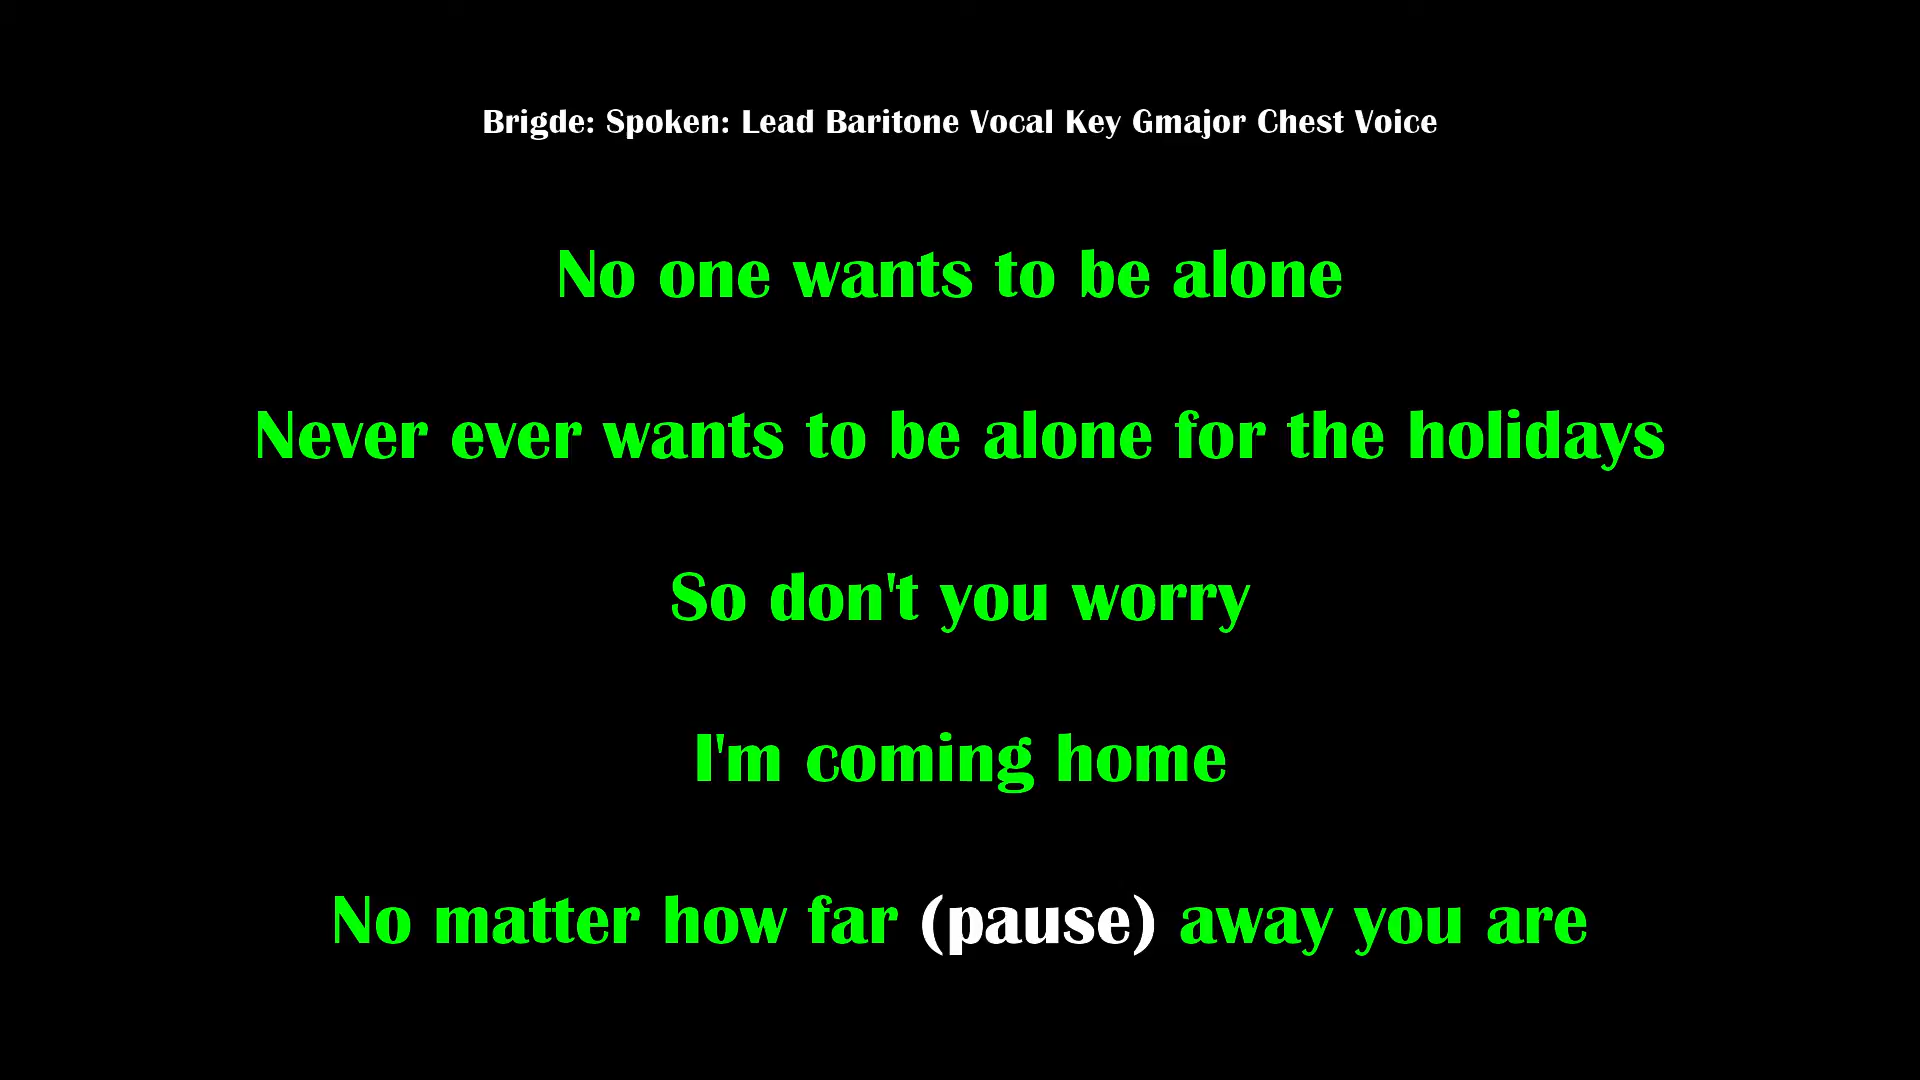 Brigde: Spoken: Lead Baritone Vocal Key Gmajor Chest Voice
No one wants to be alone
Never ever wants to be alone for the holidays
So don't you worry
I'm coming home
No matter how far (pause) away you are